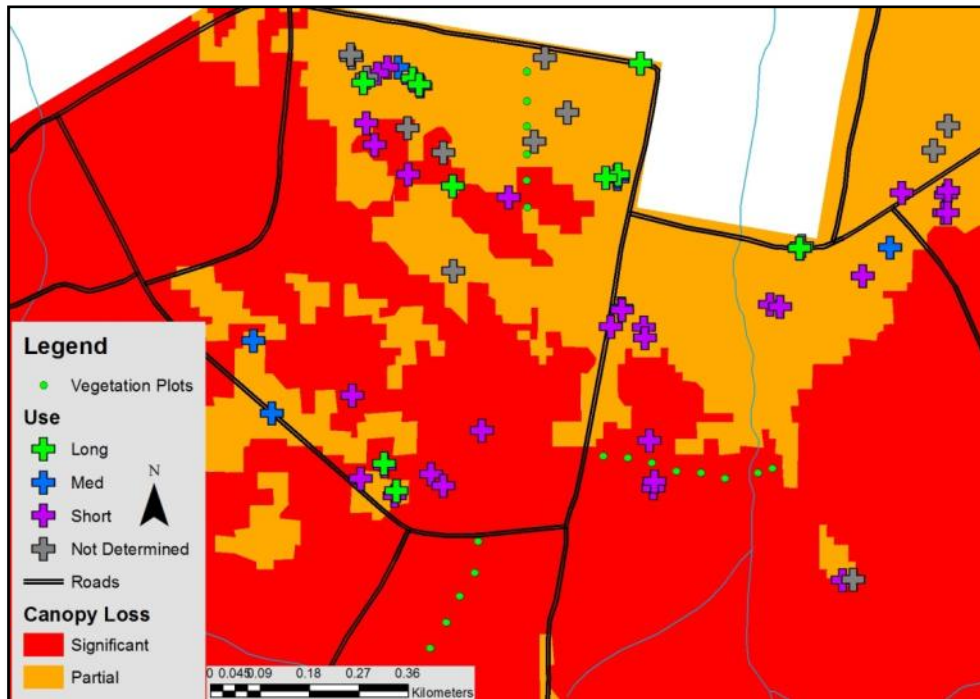 Legend
Vegetation Plots
Use
Long
Med
Short
Not Determined
N
Roads
Canopy Loss
Significant
Partial
0 0.045 0.09 0.18 0.27 0.36
Kilometers